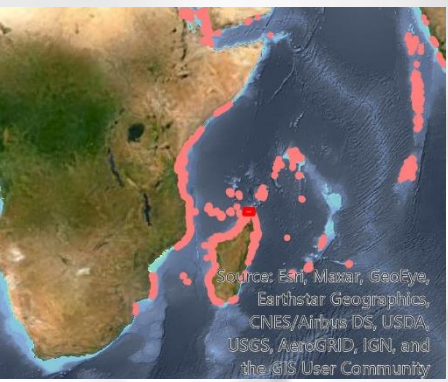 Source: Esri, Maxar, GeoEye,
Earthstar Geographics,
CNES/Airbus DS, USDA,
USGS, AeroGRID, IGN, and
the GIS User Community